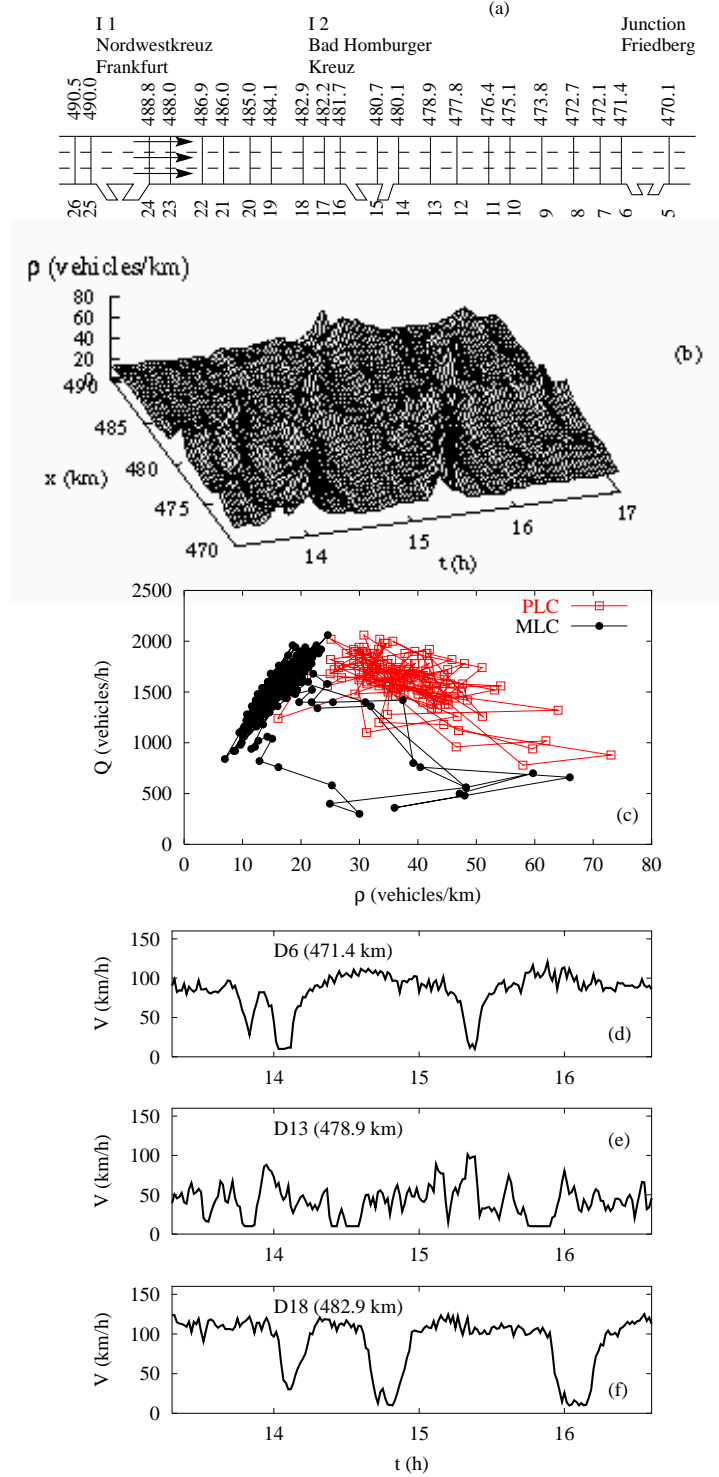 (a)
I 1
Nordwestkreuz
Frankfurt
I 2
Bad Homburger
Kreuz
Junction
Friedberg
490.5 490.0 488.8 488.0 486.9 486.0 485.0 484.1 482.9 482.2 481.7 480.7 480.1 478.9 477.8 476.4 475.1 473.8 472.7 472.1 471.4 470.1
26 25 24 23 22 21 20 19 18 17 16 15 14 13 12 11 10 9 8 7 6 5
ρ (vehicles/km)
80
60
40
20
0
490
485
480
475
470
x (km)
14 15 16 17
t (h)
(b)
2500
2000
1500
1000
500
0
Q (vehicles/h)
PLC
MLC
(c)
0 10 20 30 40 50 60 70 80
ρ (vehicles/km)
150
100
50
0
V (km/h)
D6 (471.4 km)
(d)
14 15 16
150
100
50
0
V (km/h)
D13 (478.9 km)
(e)
14 15 16
150
100
50
0
V (km/h)
D18 (482.9 km)
(f)
14 15 16
t (h)